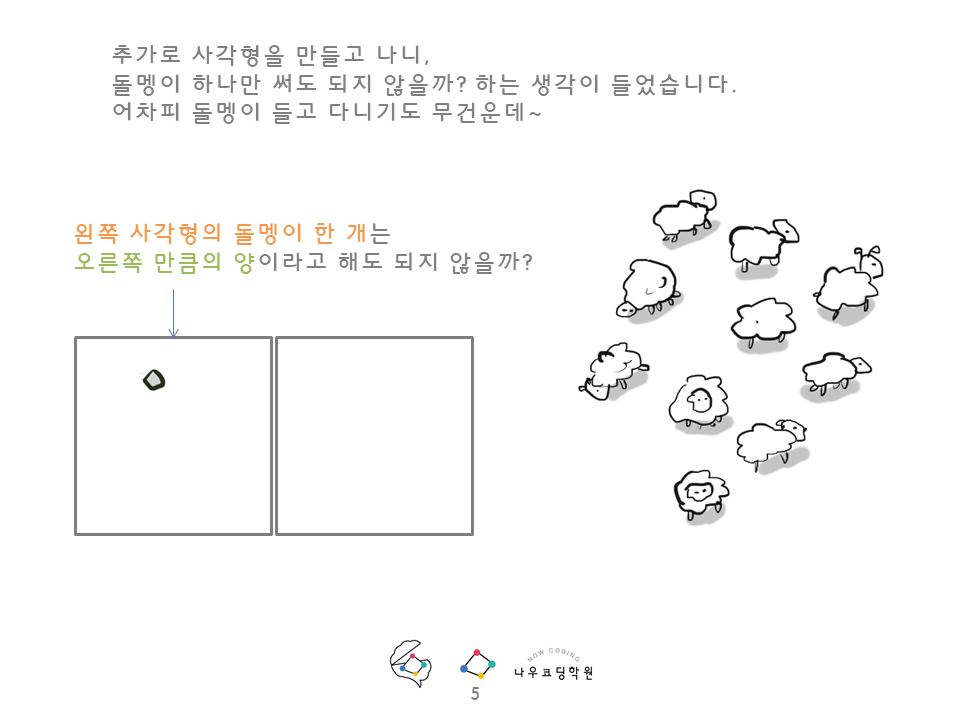 추가로 사각형을 만들고 나니,
돌멩이 하나만 써도 되지 않을까? 하는 생각이 들었습니다.
어차피 돌멩이 들고 다니기도 무건운데~
왼쪽 사각형의 돌멩이 한 개는
오른쪽 만큼의 양이라고 해도 되지 않을까?
NOW CODING
나우코딩학원
5